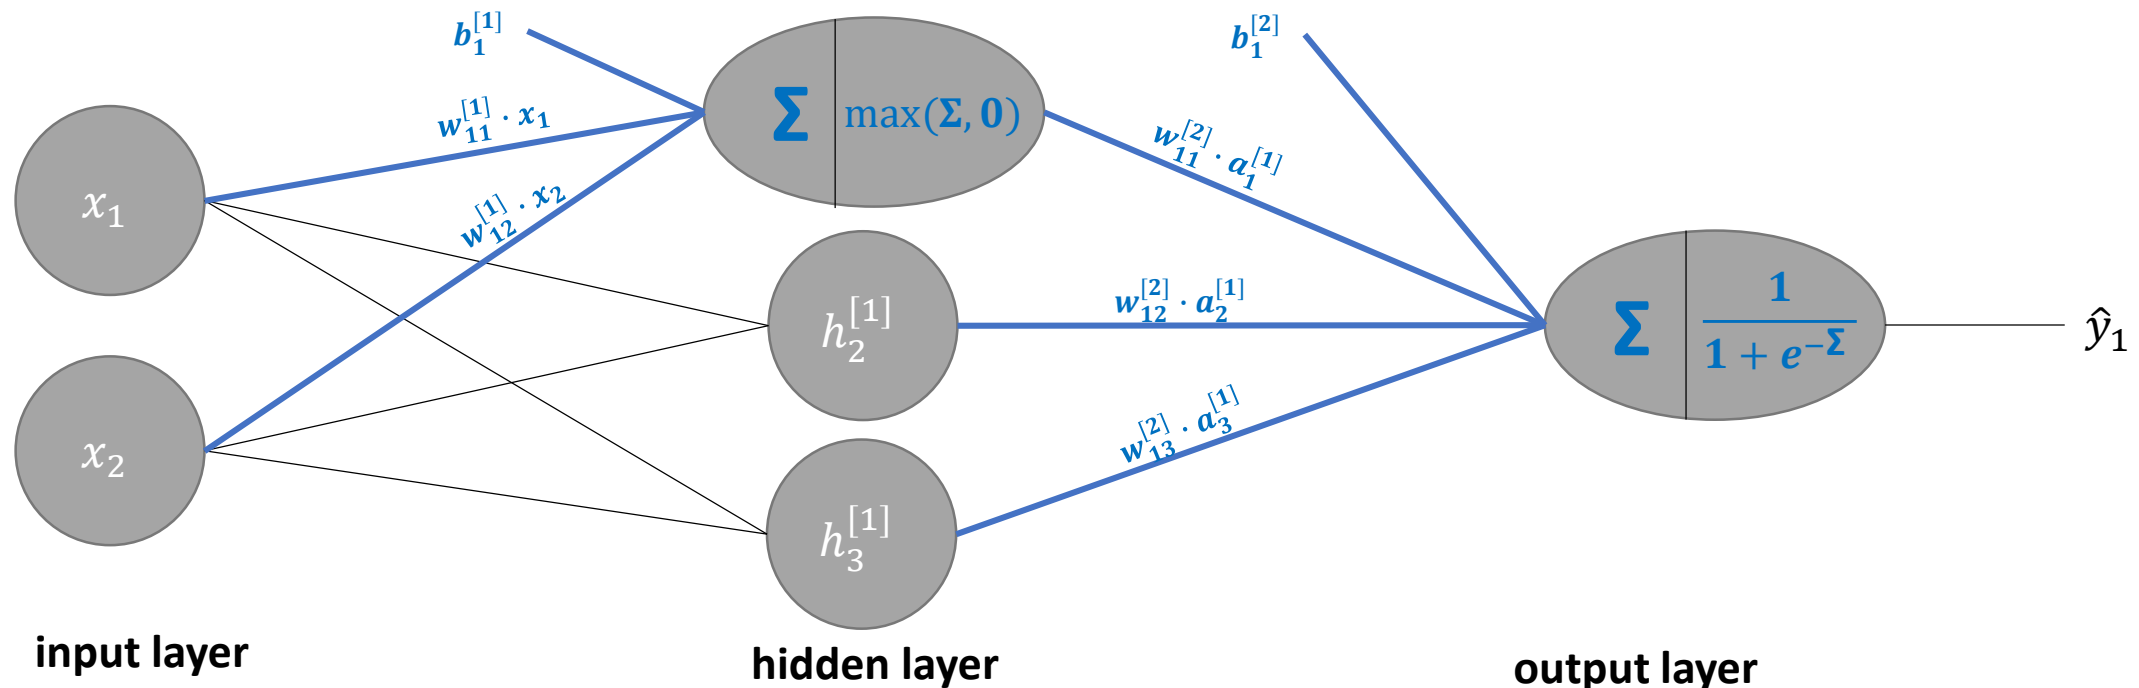 b_1^{[1]}
w_{11}^{[1]} · x_1
w_{12}^{[1]} · x_2
x_1
x_2
Σ max(Σ, 0)
h_2^{[1]}
h_3^{[1]}
b_1^{[2]}
w_{11}^{[2]} · a_1^{[1]}
w_{12}^{[2]} · a_2^{[1]}
w_{13}^{[2]} · a_3^{[1]}
Σ \frac{1}{1 + e^{-Σ}}
ŷ_1
input layer
hidden layer
output layer